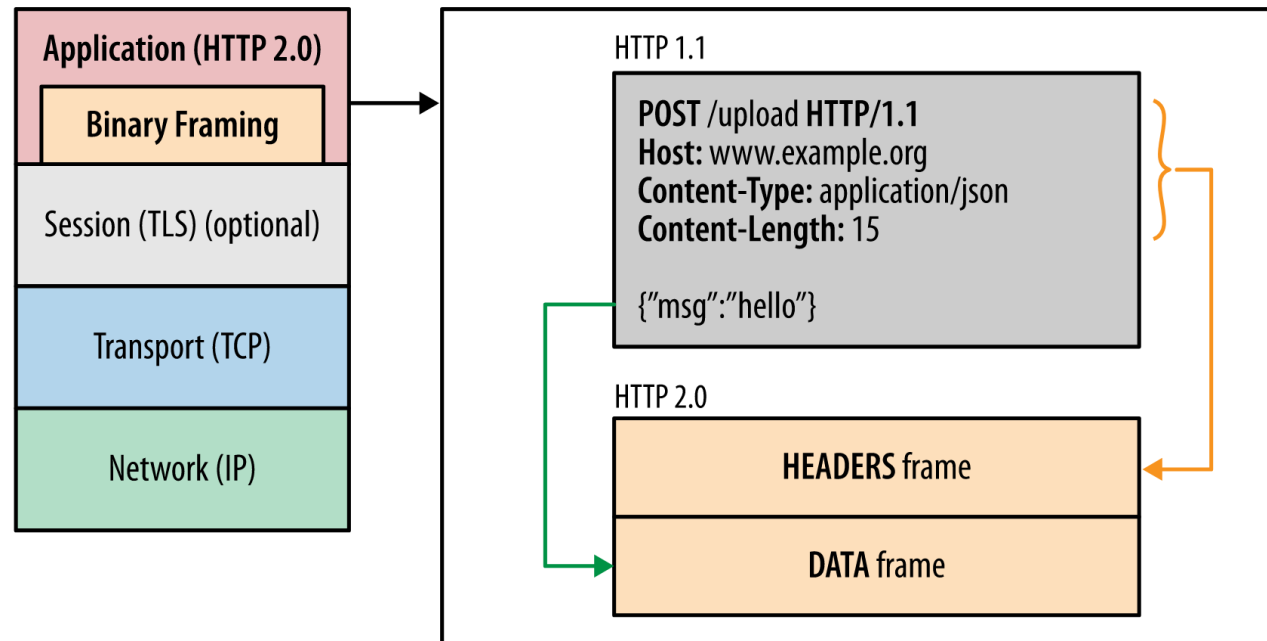 Application (HTTP 2.0)
Binary Framing
Session (TLS) (optional)
Transport (TCP)
Network (IP)
HTTP 1.1
POST /upload HTTP/1.1
Host: www.example.org
Content-Type: application/json
Content-Length: 15
{”msg”:”hello”}
HTTP 2.0
HEADERS frame
DATA frame